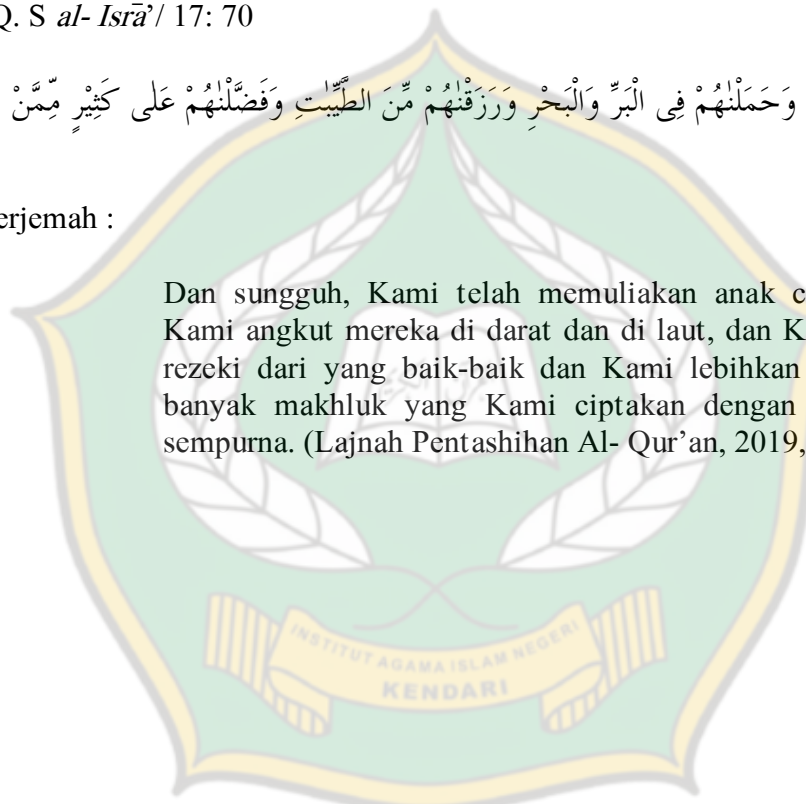 Q. S al- Isrā’/ 17: 70
وَحَمَلْنٰهُمْ فِى الْبَرِّ وَالْبَحْرِ وَرَزَقْنٰهُمْ مِّنَ الطَّيِّبٰتِ وَفَضَّلْنٰهُمْ عَلٰى كَثِيْرٍ مِّمَّنْ
erjemah :
Dan sungguh, Kami telah memuliakan anak c
Kami angkut mereka di darat dan di laut, dan K
rezeki dari yang baik-baik dan Kami lebihkan
banyak makhluk yang Kami ciptakan dengan
sempurna. (Lajnah Pentashihan Al- Qur’an, 2019,
INSTITUT AGAMA ISLAM NEGERI
KENDARI